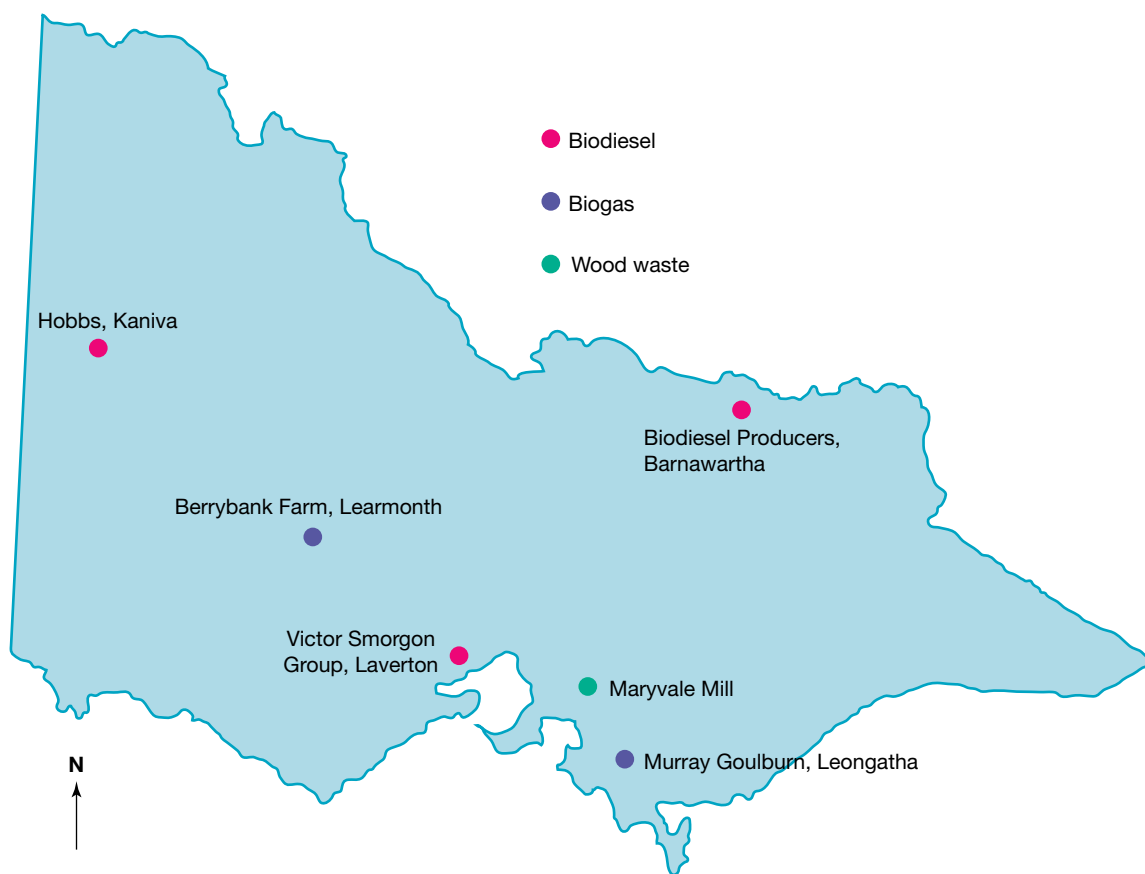 Biodiesel
Biogas
Wood waste
Hobbs, Kaniva
Biodiesel Producers,
Barnawartha
Berrybank Farm, Learmonth
Victor Smorgon
Group, Laverton
Maryvale Mill
Murray Goulburn, Leongatha
N